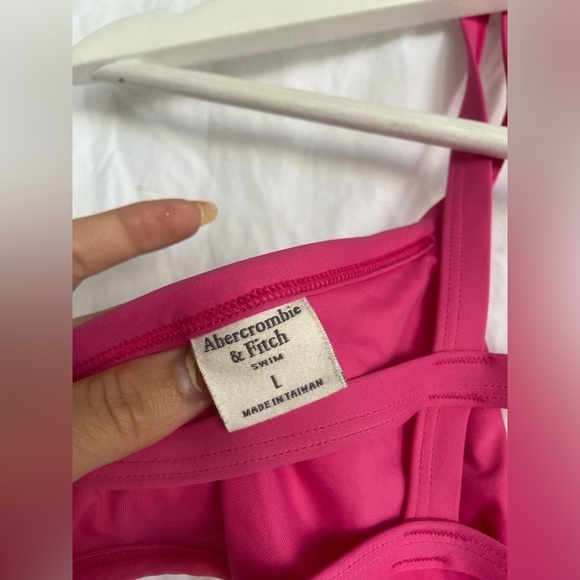 Abercrombie
& Fitch
SWIM
L
MADE IN TAIWAN